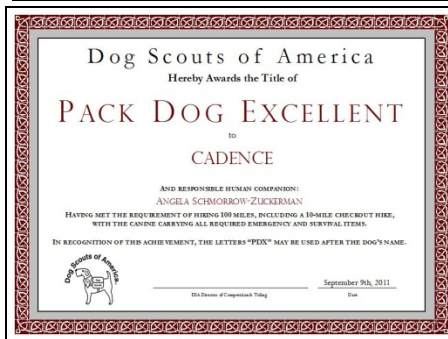 Dog Scouts of America
Hereby Awards the Title of
PACK DOG EXCELLENT
to
CADENCE
AND RESPONSIBLE HUMAN COMPANION:
ANGELA SCHMORROW-ZUCKERMAN
HAVING MET THE REQUIREMENT OF HIKING 100 MILES, INCLUDING A 10-MILE CHECKOUT HIKE,
WITH THE CANINE CARRYING ALL REQUIRED EMERGENCY AND SURVIVAL ITEMS.
IN RECOGNITION OF THIS ACHIEVEMENT, THE LETTERS "PDX" MAY BE USED AFTER THE DOG'S NAME.
Dog Scouts of America
September 9th, 2011
DSA Director of Competitions & Titling
Date